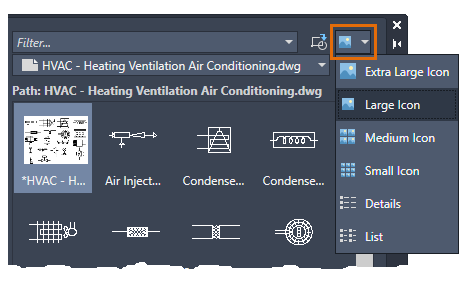 Filter...
HVAC - Heating Ventilation Air Conditioning.dwg
Path: HVAC - Heating Ventilation Air Conditioning.dwg
Extra Large Icon
Large Icon
Medium Icon
Small Icon
Details
List
*HVAC - H... Air Inject... Condense... Condense...